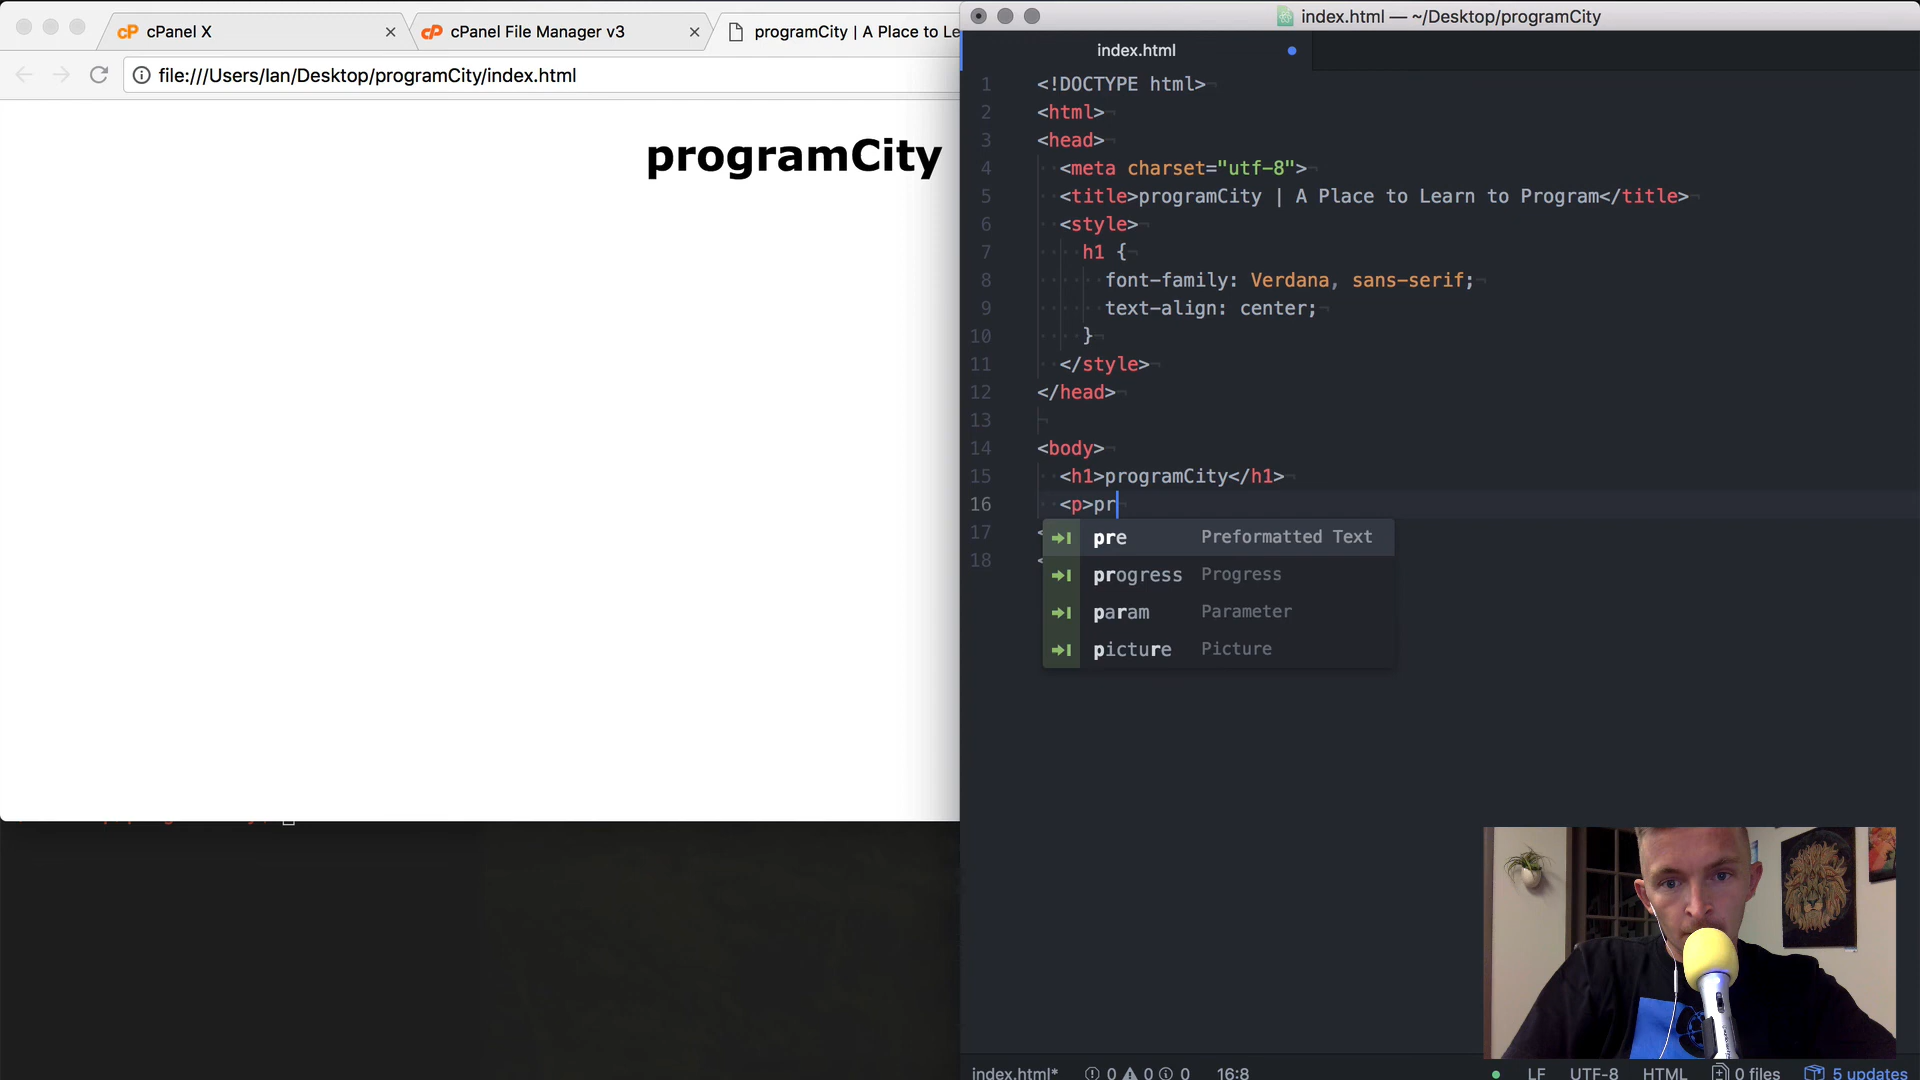 cPanel X
cPanel File Manager v3
programCity | A Place to Le
file:///Users/Ian/Desktop/programCity/index.html
programCity
index.html — ~/Desktop/programCity
index.html
1 <!DOCTYPE html>
2 <html>
3 <head>
4 <meta charset="utf-8">
5 <title>programCity | A Place to Learn to Program</title>
6 <style>
7 h1 {
8 font-family: Verdana, sans-serif;
9 text-align: center;
10 }
11 </style>
12 </head>
13
14 <body>
15 <h1>programCity</h1>
16 <p>pr
17 <
18 <
pre Preformatted Text
progress Progress
param Parameter
picture Picture
index.html* 0 0 0 16:8 LF UTF-8 HTML 0 files 5 updates